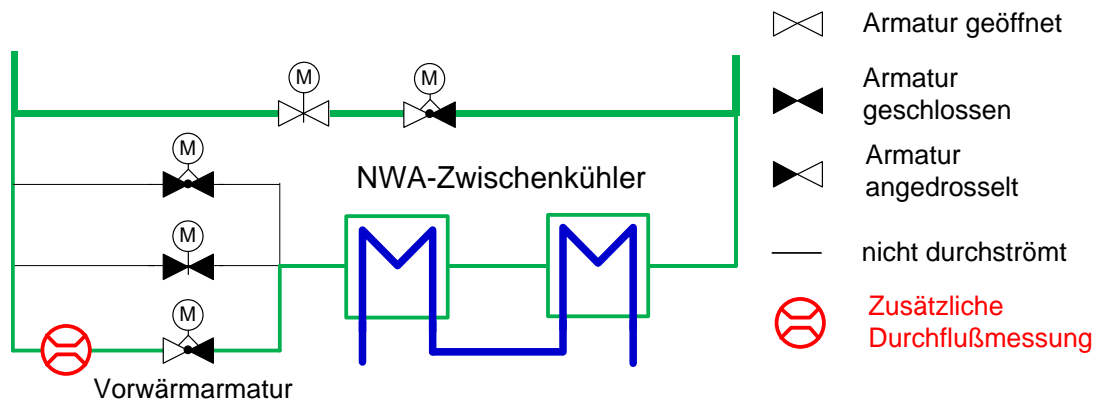 M
M
Armatur geöffnet
Armatur
geschlossen
M
NWA-Zwischenkühler
Armatur
angedrosselt
M
nicht durchströmt
M
Zusätzliche
Durchflußmessung
Vorwärmarmatur